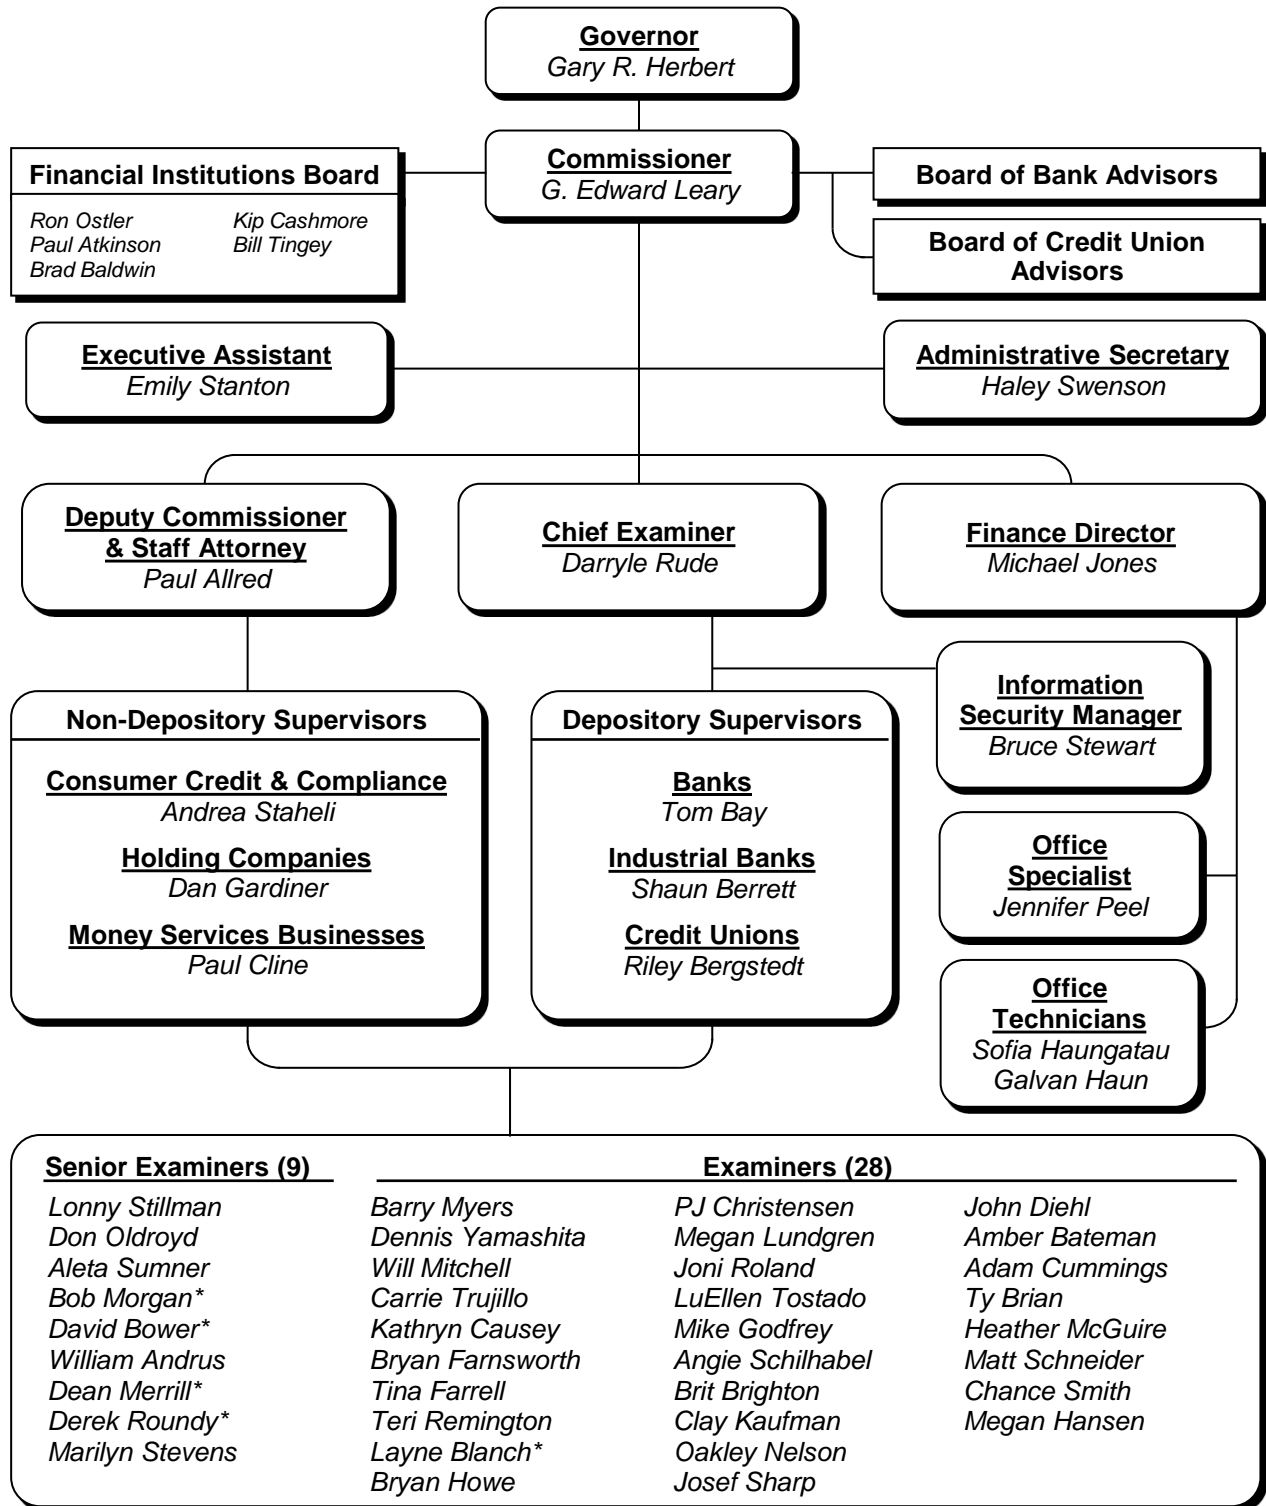 Governor
Gary R. Herbert
Commissioner
G. Edward Leary
Financial Institutions Board
Ron Ostler
Paul Atkinson
Brad Baldwin
Kip Cashmore
Bill Tingey
Board of Bank Advisors
Board of Credit Union
Advisors
Executive Assistant
Emily Stanton
Administrative Secretary
Haley Swenson
Deputy Commissioner
& Staff Attorney
Paul Allred
Chief Examiner
Darryle Rude
Finance Director
Michael Jones
Non-Depository Supervisors
Consumer Credit & Compliance
Andrea Staheli
Holding Companies
Dan Gardiner
Money Services Businesses
Paul Cline
Depository Supervisors
Banks
Tom Bay
Industrial Banks
Shaun Berrett
Credit Unions
Riley Bergstedt
Information
Security Manager
Bruce Stewart
Office
Specialist
Jennifer Peel
Office
Technicians
Sofia Haungatau
Galvan Haun
Senior Examiners (9)
Lonny Stillman
Don Oldroyd
Aleta Sumner
Bob Morgan*
David Bower*
William Andrus
Dean Merrill*
Derek Roundy*
Marilyn Stevens
Examiners (28)
Barry Myers
Dennis Yamashita
Will Mitchell
Carrie Trujillo
Kathryn Causey
Bryan Farnsworth
Tina Farrell
Teri Remington
Layne Blanch*
Bryan Howe
PJ Christensen
Megan Lundgren
Joni Roland
LuEllen Tostado
Mike Godfrey
Angie Schilhabel
Brit Brighton
Clay Kaufman
Oakley Nelson
Josef Sharp
John Diehl
Amber Bateman
Adam Cummings
Ty Brian
Heather McGuire
Matt Schneider
Chance Smith
Megan Hansen